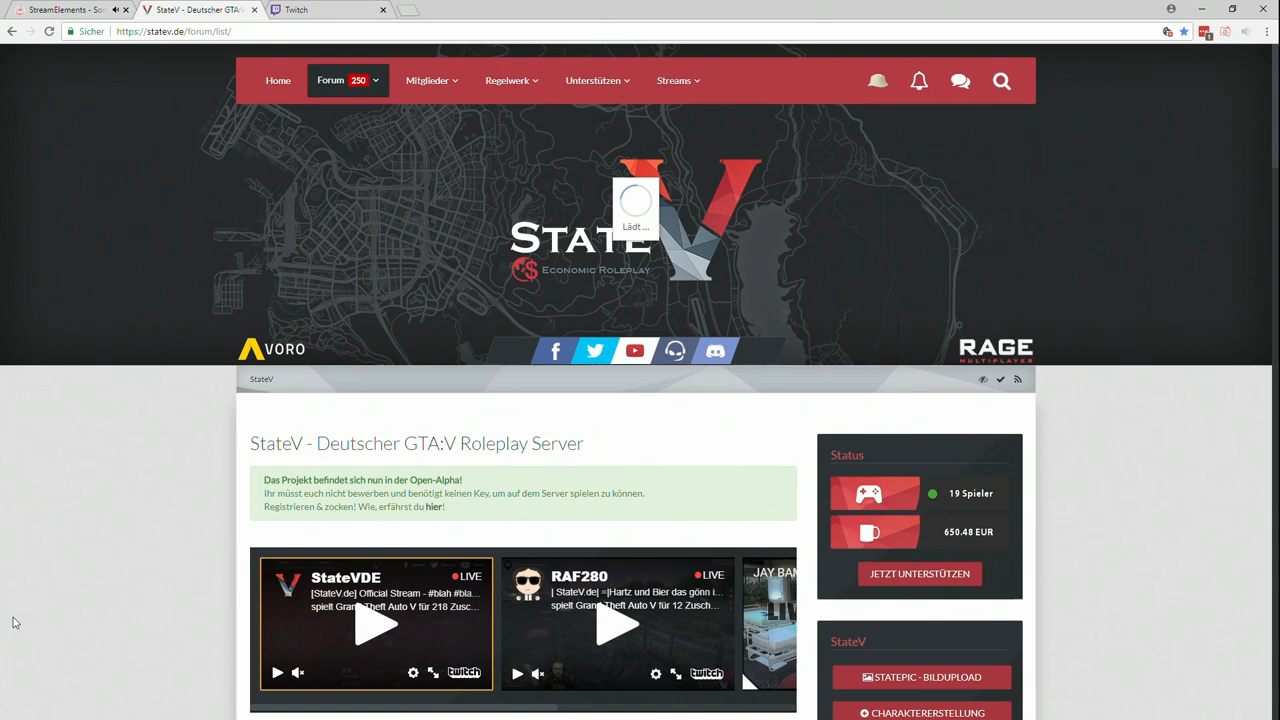 StreamElements - Son
StateV - Deutscher GTA:V
Twitch
Sicher
https://statev.de/forum/list/
1
Home
Forum 250
Mitglieder
Regelwerk
Unterstützen
Streams
Lädt ...
STATE V
ECONOMIC ROLEPLAY
VORO
RAGE
MULTIPLAYER
StateV
StateV - Deutscher GTA:V Roleplay Server
Das Projekt befindet sich nun in der Open-Alpha!
Ihr müsst euch nicht bewerben und benötigt keinen Key, um auf dem Server spielen zu können.
Registrieren & zocken! Wie, erfährst du hier!
StateVDE
LIVE
[StateV.de] Official Stream - #blah #bla...
spielt Grand Theft Auto V für 218 Zusc...
twitch
RAF280
LIVE
[ StateV.de| =|Hartz und Bier das gönn i...
spielt Grand Theft Auto V für 12 Zusch...
twitch
JAY BAM
LIV
Status
19 Spieler
650.48 EUR
JETZT UNTERSTÜTZEN
StateV
STATEPIC - BILDUPLOAD
CHARAKTERERSTELLUNG